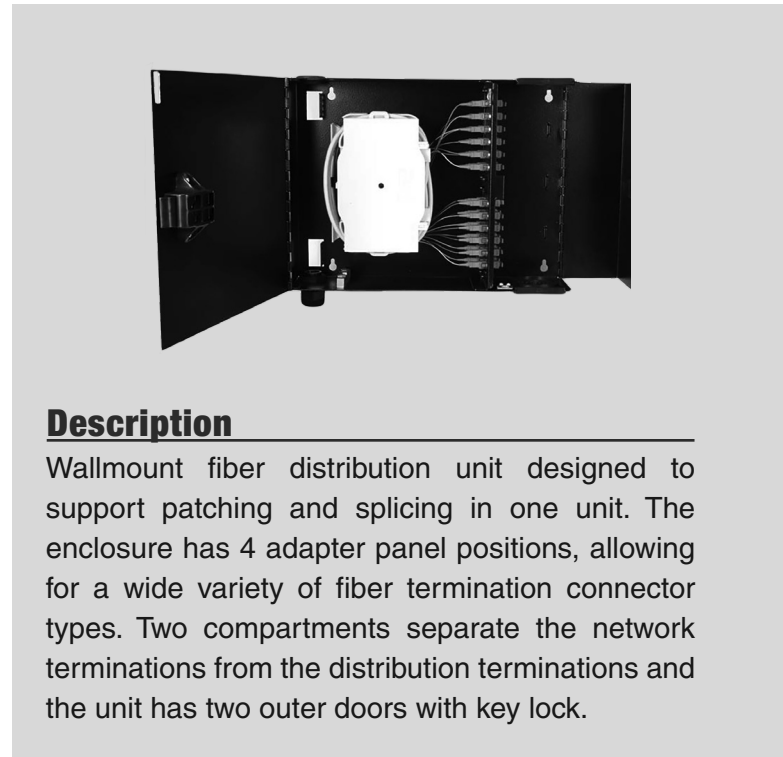 Description
Wallmount fiber distribution unit designed to
support patching and splicing in one unit. The
enclosure has 4 adapter panel positions, allowing
for a wide variety of fiber termination connector
types. Two compartments separate the network
terminations from the distribution terminations and
the unit has two outer doors with key lock.